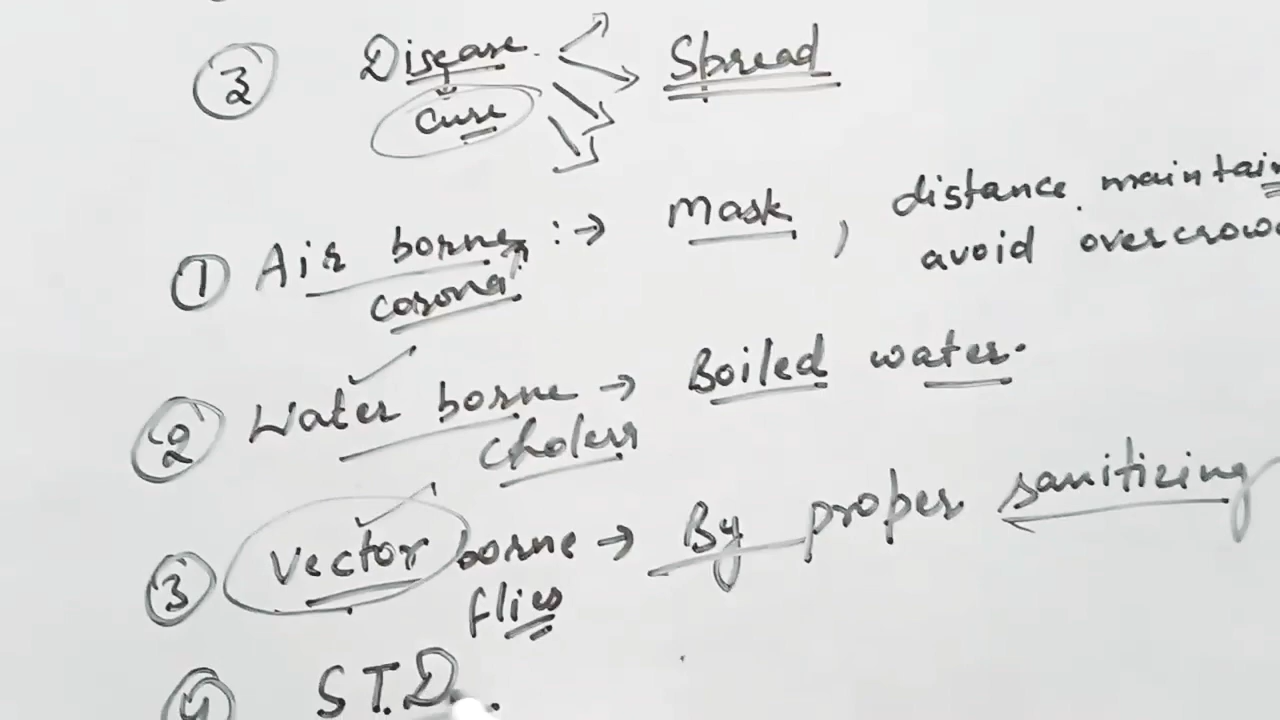 3 Disease Spread
cure
1 Air borne :→ Mask, distance maintain
corona avoid overcrowd
2 Water borne → Boiled water.
cholera
3 Vector borne → By proper sanitizing
flies
4 S.T.D.